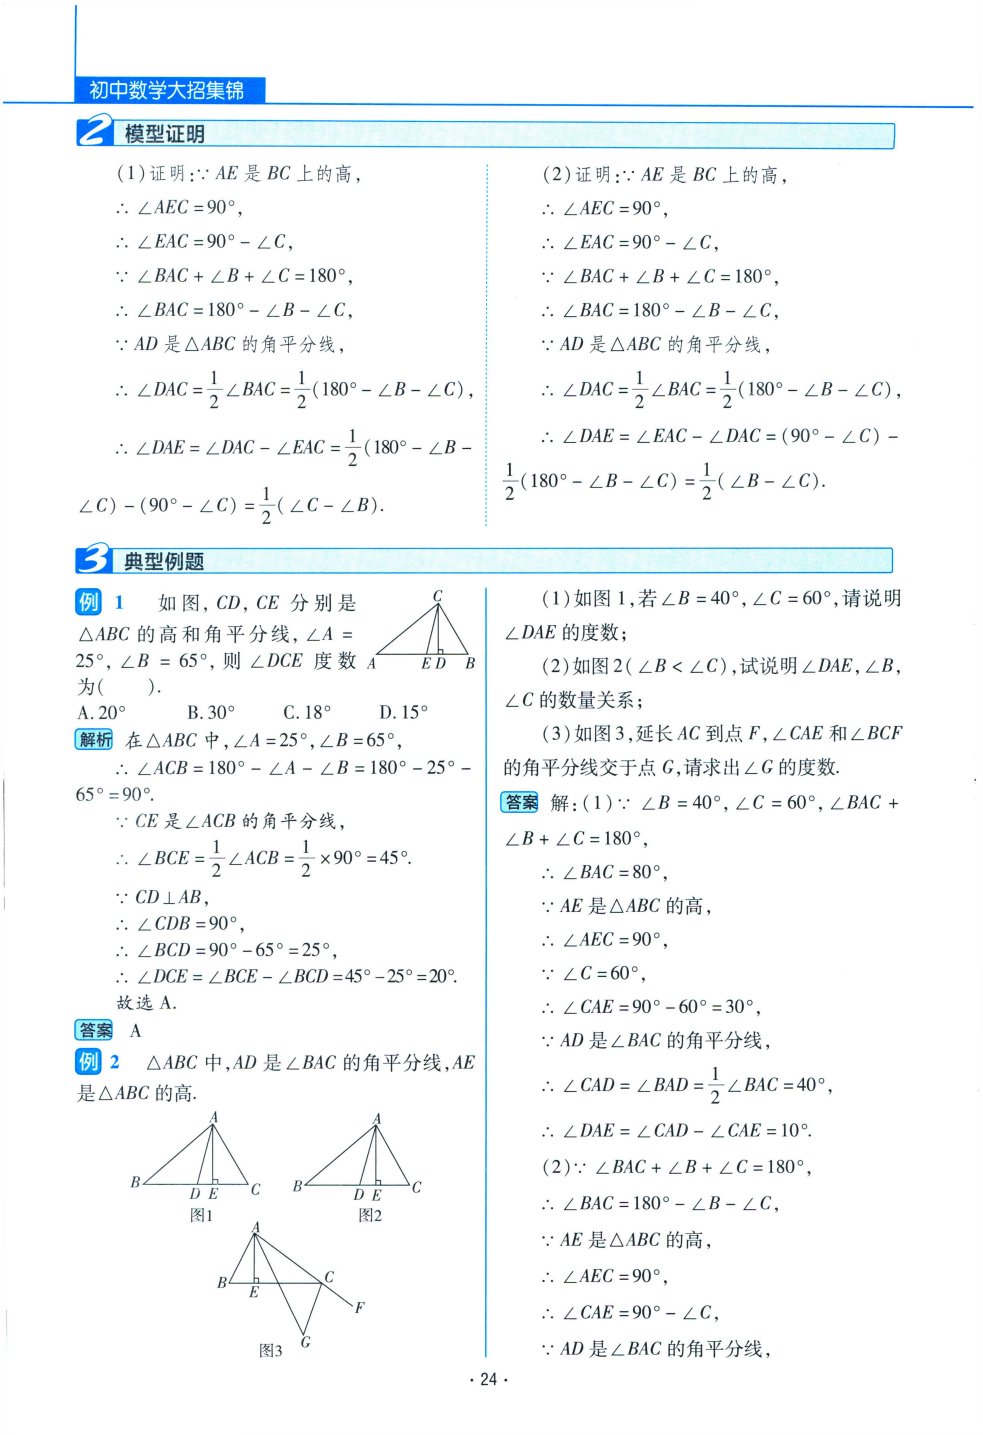 初中数学大招集锦
2 模型证明
(1)证明:∵ AE 是 BC 上的高,
∴ ∠AEC=90°,
∴ ∠EAC=90°-∠C,
∵ ∠BAC+∠B+∠C=180°,
∴ ∠BAC=180°-∠B-∠C,
∵ AD 是△ABC 的角平分线,
∴ ∠DAC=1/2∠BAC=1/2(180°-∠B-∠C),
∴ ∠DAE=∠DAC-∠EAC=1/2(180°-∠B-
∠C)-(90°-∠C)=1/2(∠C-∠B).
(2)证明:∵ AE 是 BC 上的高,
∴ ∠AEC=90°,
∴ ∠EAC=90°-∠C,
∵ ∠BAC+∠B+∠C=180°,
∴ ∠BAC=180°-∠B-∠C,
∵ AD 是△ABC 的角平分线,
∴ ∠DAC=1/2∠BAC=1/2(180°-∠B-∠C),
∴ ∠DAE=∠EAC-∠DAC=(90°-∠C)-
1/2(180°-∠B-∠C)=1/2(∠B-∠C).
3 典型例题
例 1 如图, CD, CE 分别是
△ABC 的高和角平分线, ∠A=
25°, ∠B=65°, 则 ∠DCE 度数
为( ).
C
A E D B
A.20° B.30° C.18° D.15°
解析 在△ABC 中,∠A=25°,∠B=65°,
∴ ∠ACB=180°-∠A-∠B=180°-25°-
65°=90°.
∵ CE 是∠ACB 的角平分线,
∴ ∠BCE=1/2∠ACB=1/2×90°=45°.
∵ CD⊥AB,
∴ ∠CDB=90°,
∴ ∠BCD=90°-65°=25°,
∴ ∠DCE=∠BCE-∠BCD=45°-25°=20°.
故选 A.
答案 A
例 2 △ABC 中,AD 是∠BAC 的角平分线,AE
是△ABC 的高.
A A
B D E C B D E C
图1 图2
A
B E C
F
G
图3
(1)如图 1,若∠B=40°,∠C=60°,请说明
∠DAE 的度数;
(2)如图 2(∠B<∠C),试说明∠DAE,∠B,
∠C 的数量关系;
(3)如图 3,延长 AC 到点 F,∠CAE 和∠BCF
的角平分线交于点 G,请求出∠G 的度数.
答案 解:(1)∵ ∠B=40°,∠C=60°,∠BAC+
∠B+∠C=180°,
∴ ∠BAC=80°,
∵ AE 是△ABC 的高,
∴ ∠AEC=90°,
∵ ∠C=60°,
∴ ∠CAE=90°-60°=30°,
∵ AD 是∠BAC 的角平分线,
∴ ∠CAD=∠BAD=1/2∠BAC=40°,
∴ ∠DAE=∠CAD-∠CAE=10°.
(2)∵ ∠BAC+∠B+∠C=180°,
∴ ∠BAC=180°-∠B-∠C,
∵ AE 是△ABC 的高,
∴ ∠AEC=90°,
∴ ∠CAE=90°-∠C,
∵ AD 是∠BAC 的角平分线,
·24·